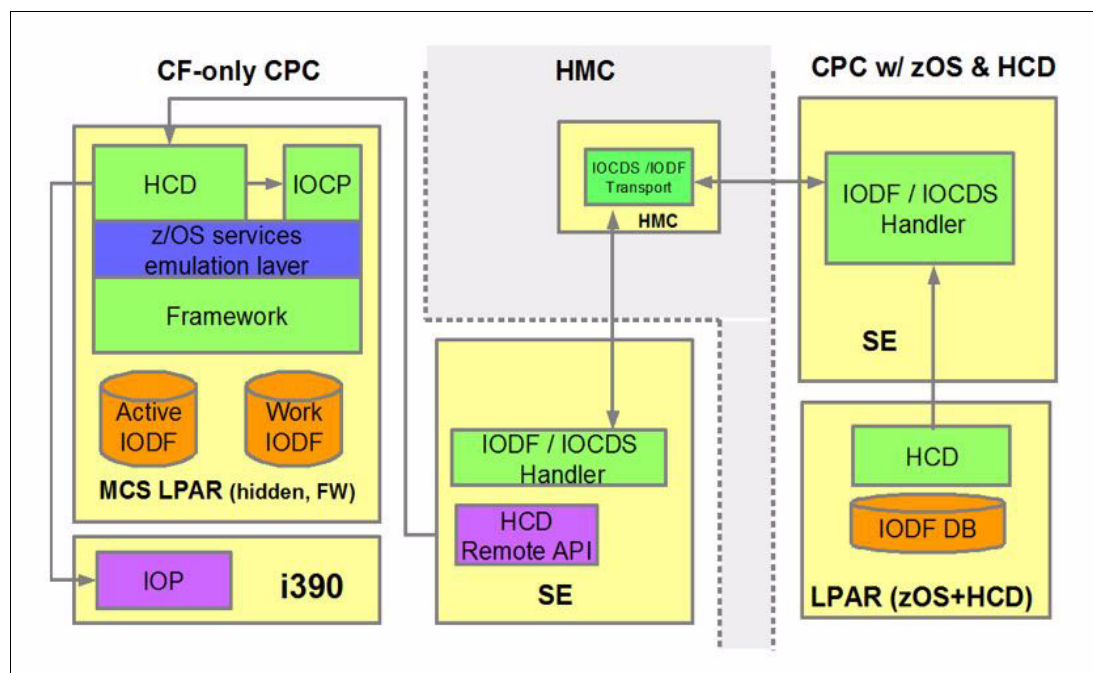 CF-only CPC
HCD
IOCP
z/OS services
emulation layer
Framework
Active
IODF
Work
IODF
MCS LPAR (hidden, FW)
IOP
i390
HMC
IOCDS /IODF
Transport
HMC
IODF / IOCDS
Handler
HCD
Remote API
SE
CPC w/ zOS & HCD
IODF / IOCDS
Handler
SE
HCD
IODF DB
LPAR (zOS+HCD)